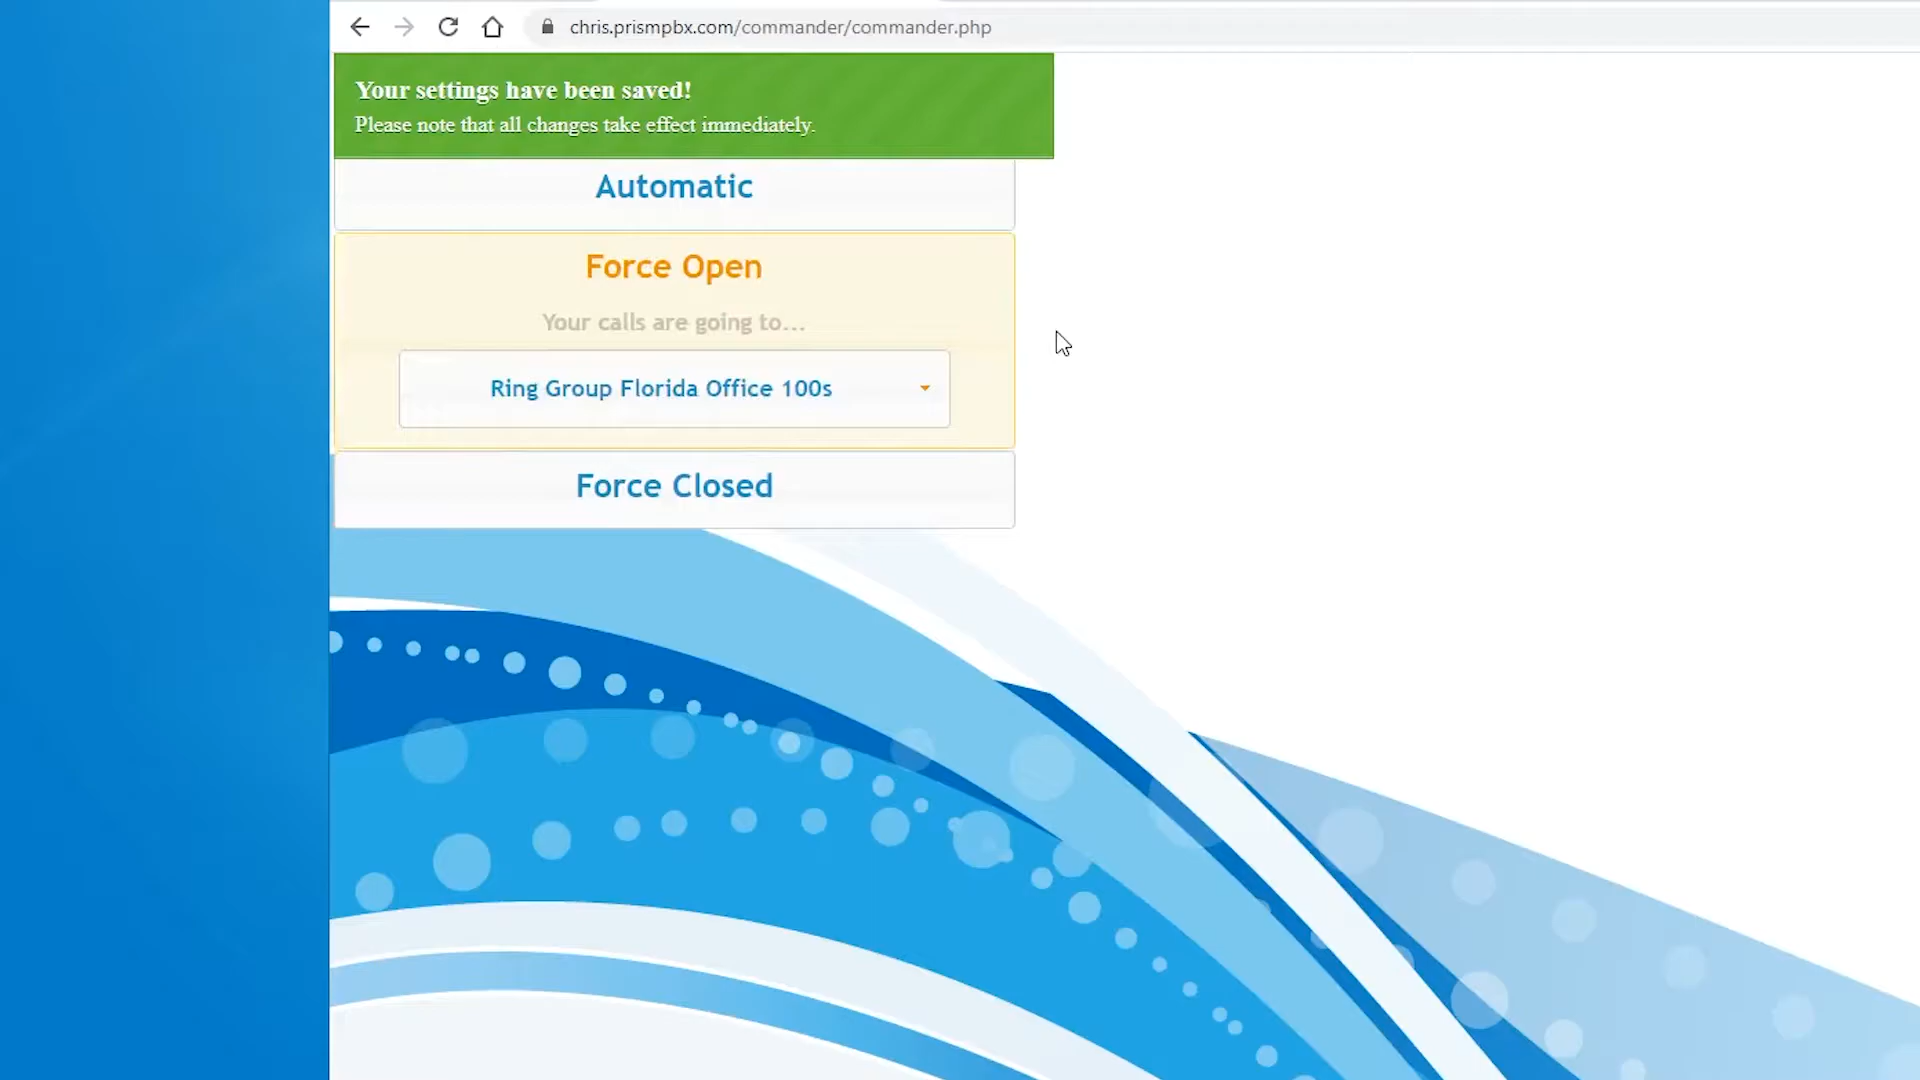 chris.prismpbx.com/commander/commander.php
Your settings have been saved!
Please note that all changes take effect immediately.
Automatic
Force Open
Your calls are going to...
Ring Group Florida Office 100s
Force Closed